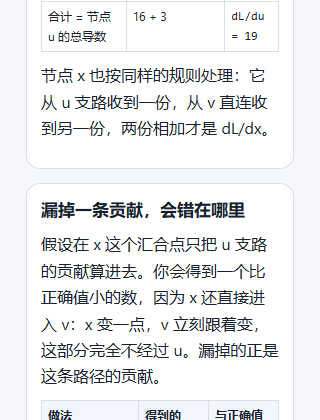 合计 = 节点 16 + 3 dL/du
u 的总导数 = 19
节点 x 也按同样的规则处理：它
从 u 支路收到一份，从 v 直连收
到另一份，两份相加才是 dL/dx。
漏掉一条贡献，会错在哪里
假设在 x 这个汇合点只把 u 支路
的贡献算进去。你会得到一个比
正确值小的数，因为 x 还直接进
入 v：x 变一点，v 立刻跟着变，
这部分完全不经过 u。漏掉的正是
这条路径的贡献。
做法 得到的 与正确值